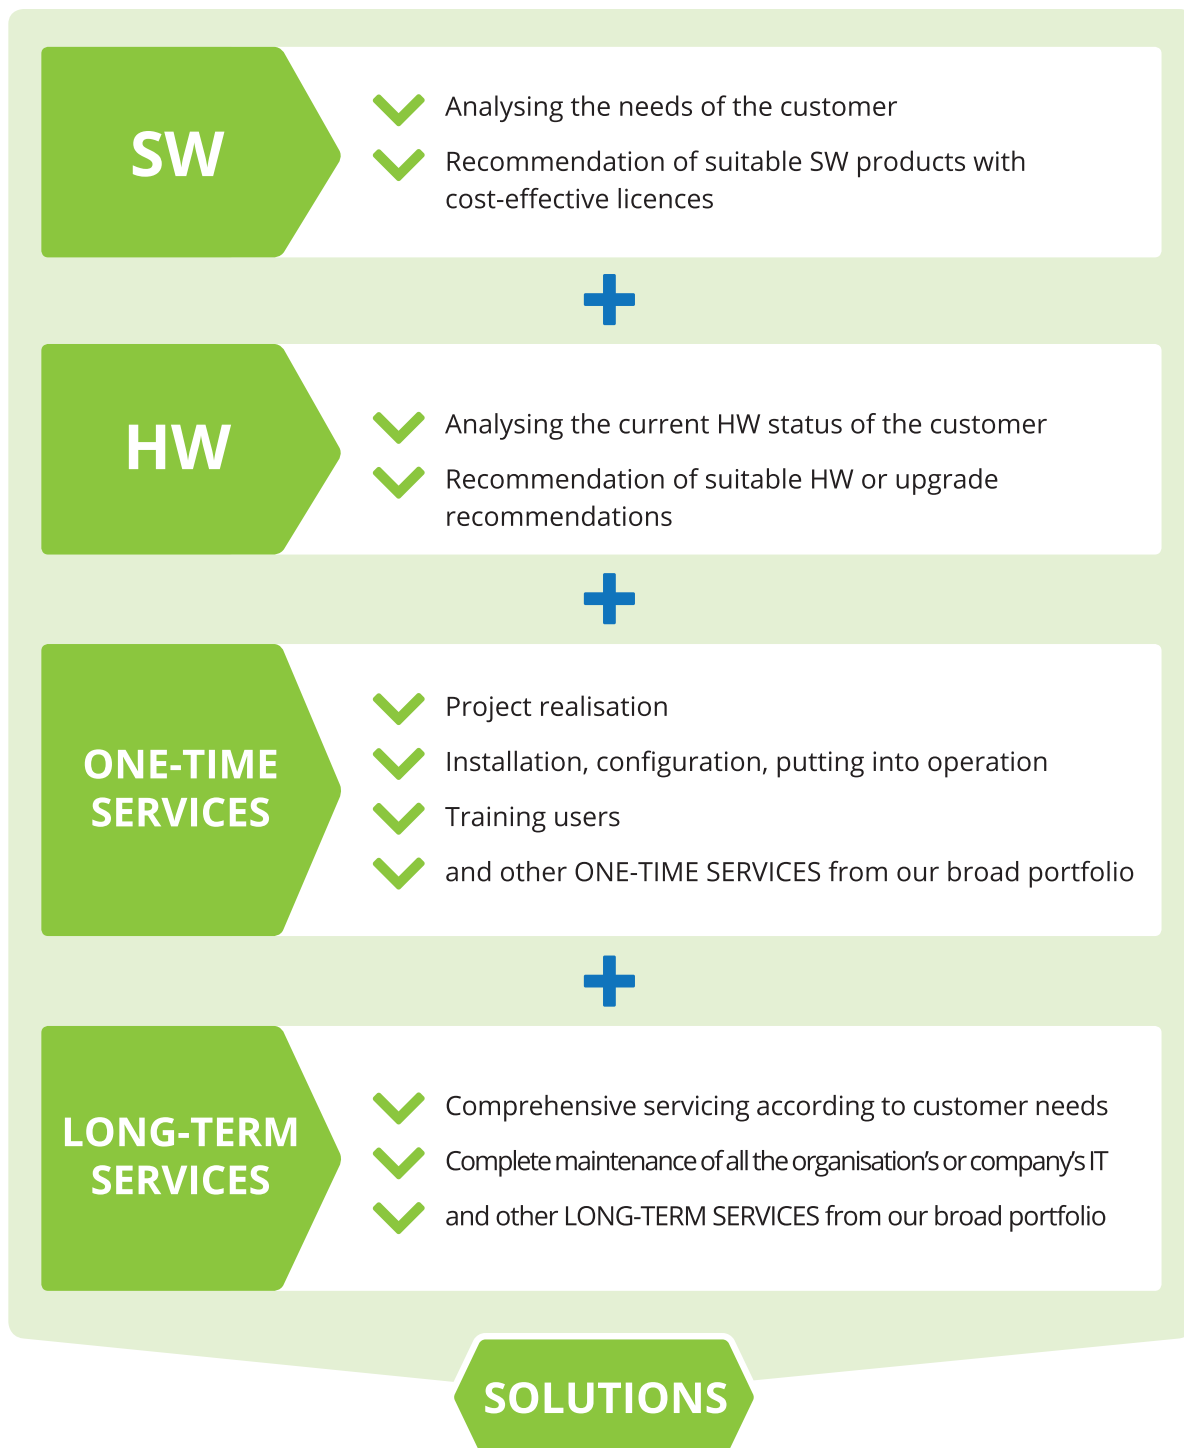 SW
Analysing the needs of the customer
Recommendation of suitable SW products with
cost-effective licences
HW
Analysing the current HW status of the customer
Recommendation of suitable HW or upgrade
recommendations
ONE-TIME
SERVICES
Project realisation
Installation, configuration, putting into operation
Training users
and other ONE-TIME SERVICES from our broad portfolio
LONG-TERM
SERVICES
Comprehensive servicing according to customer needs
Complete maintenance of all the organisation’s or company’s IT
and other LONG-TERM SERVICES from our broad portfolio
SOLUTIONS